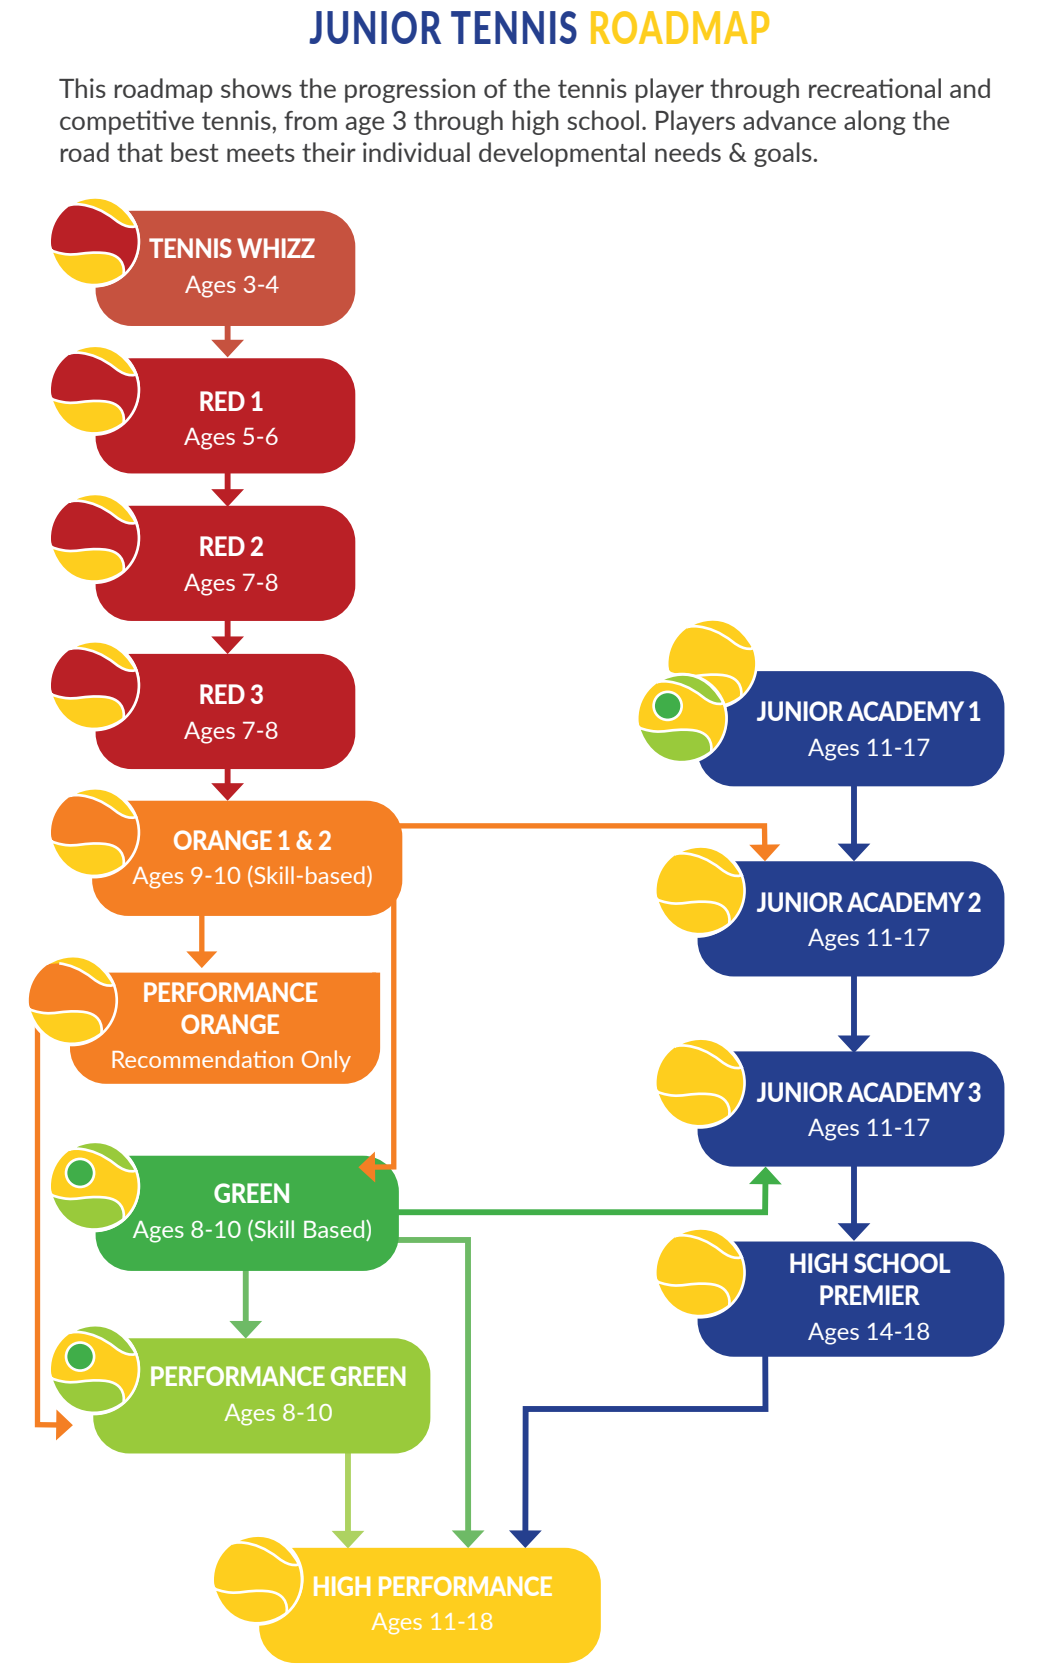 JUNIOR TENNIS ROADMAP
This roadmap shows the progression of the tennis player through recreational and
competitive tennis, from age 3 through high school. Players advance along the
road that best meets their individual developmental needs & goals.
TENNIS WHIZZ
Ages 3-4
RED 1
Ages 5-6
RED 2
Ages 7-8
RED 3
Ages 7-8
ORANGE 1 & 2
Ages 9-10 (Skill-based)
PERFORMANCE
ORANGE
Recommendation Only
GREEN
Ages 8-10 (Skill Based)
PERFORMANCE GREEN
Ages 8-10
JUNIOR ACADEMY 1
Ages 11-17
JUNIOR ACADEMY 2
Ages 11-17
JUNIOR ACADEMY 3
Ages 11-17
HIGH SCHOOL
PREMIER
Ages 14-18
HIGH PERFORMANCE
Ages 11-18